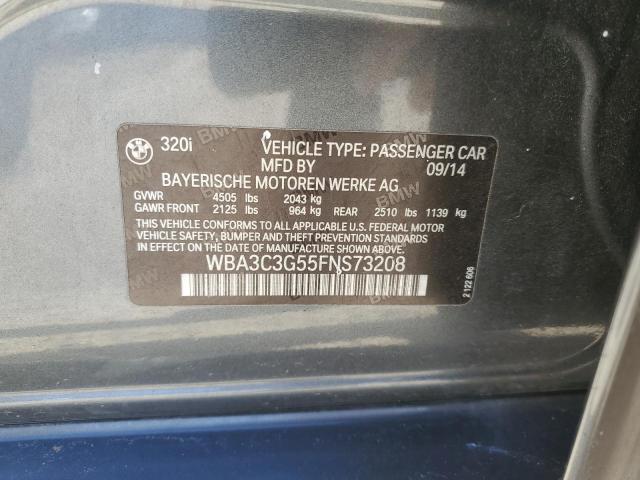 BMW
320i
VEHICLE TYPE: PASSENGER CAR
MFD BY 09/14
BAYERISCHE MOTOREN WERKE AG
GVWR 4505 lbs 2043 kg
GAWR FRONT 2125 lbs 964 kg REAR 2510 lbs 1139 kg
THIS VEHICLE CONFORMS TO ALL APPLICABLE U.S. FEDERAL MOTOR
VEHICLE SAFETY, BUMPER AND THEFT PREVENTION STANDARDS IN
EFFECT ON THE DATE OF MANUFACTURE SHOWN ABOVE.
WBA3C3G55FNS73208
2 122 606